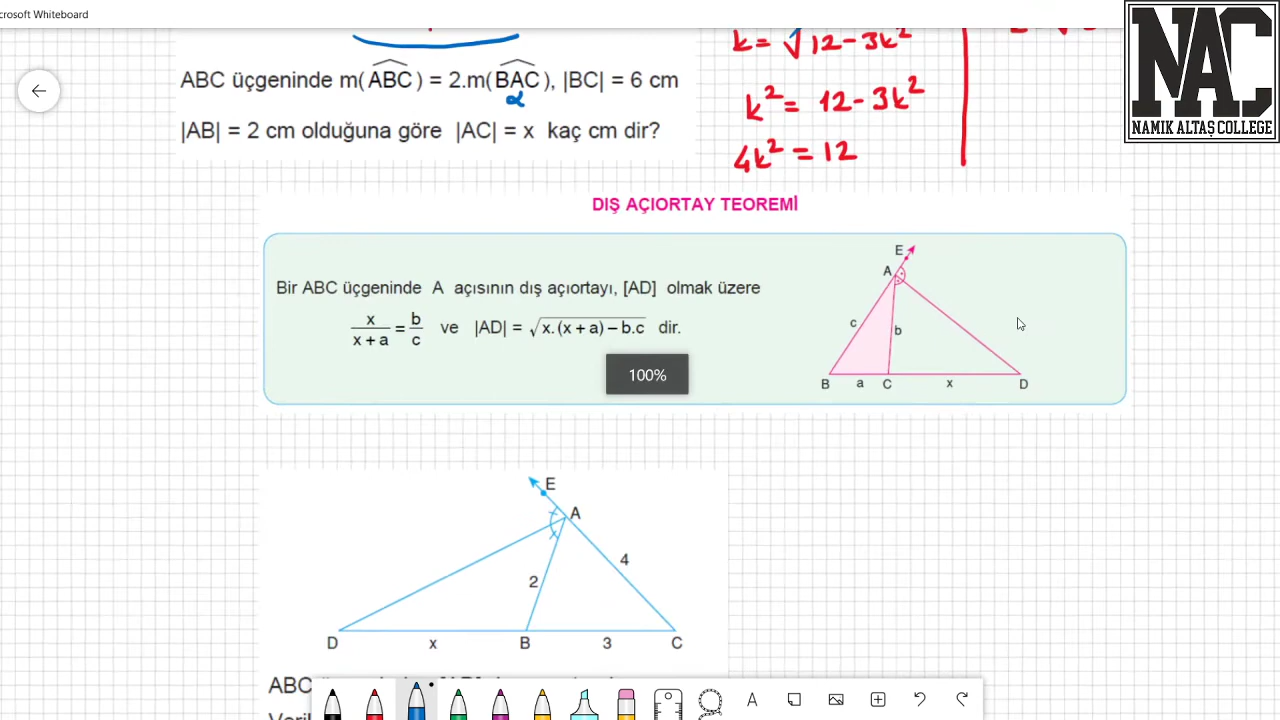 crosoft Whiteboard
NAC
NAMIK ALTAŞ COLLEGE
ABC üçgeninde m(ABC) = 2.m(BAC), |BC| = 6 cm
α
|AB| = 2 cm olduğuna göre |AC| = x kaç cm dir?
k = √12-3k²
k² = 12-3k²
4k² = 12
DIŞ AÇIORTAY TEOREMİ
Bir ABC üçgeninde A açısının dış açıortayı, [AD] olmak üzere
x/(x + a) = b/c ve |AD| = √x.(x + a) – b.c dir.
E
A
c
b
B a C x D
100%
E
A
4
2
D x B 3 C
ABC